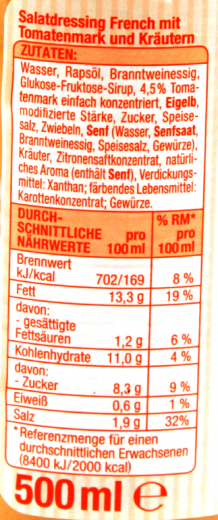 Salatdressing French mit
Tomatenmark und Kräutern
ZUTATEN:
Wasser, Rapsöl, Branntweinessig,
Glukose-Fruktose-Sirup, 4,5% Toma-
tenmark einfach konzentriert, Eigelb,
modifizierte Stärke, Zucker, Speise-
salz, Zwiebeln, Senf (Wasser, Senfsaat,
Branntweinessig, Speisesalz, Gewürze),
Kräuter, Zitronensaftkonzentrat, natürli-
ches Aroma (enthält Senf), Verdickungs-
mittel: Xanthan; färbendes Lebensmittel:
Karottenkonzentrat; Gewürze.
DURCH-
SCHNITTLICHE pro
NÄHRWERTE 100 ml
% RM*
pro
100 ml
Brennwert
kJ/kcal 702/169 8 %
Fett 13,3 g 19 %
davon:
- gesättigte
Fettsäuren 1,2 g 6 %
Kohlenhydrate 11,0 g 4 %
davon:
- Zucker 8,3 g 9 %
Eiweiß 0,6 g 1 %
Salz 1,9 g 32%
*Referenzmenge für einen
durchschnittlichen Erwachsenen
(8400 kJ/2000 kcal)
500 ml e